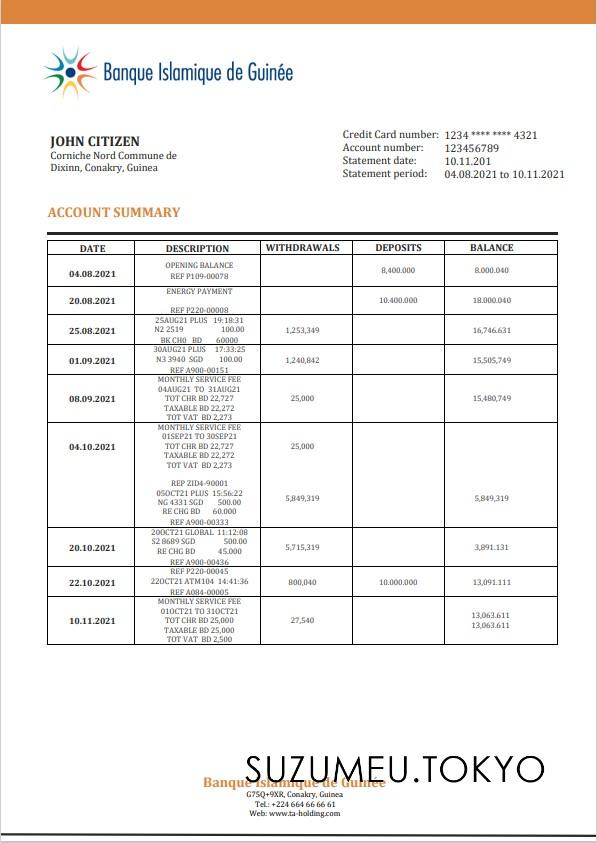 Banque Islamique de Guinée
JOHN CITIZEN
Corniche Nord Commune de
Dixinn, Conakry, Guinea
Credit Card number: 1234 **** **** 4321
Account number: 123456789
Statement date: 10.11.201
Statement period: 04.08.2021 to 10.11.2021
ACCOUNT SUMMARY
DATE DESCRIPTION WITHDRAWALS DEPOSITS BALANCE
04.08.2021 OPENING BALANCE 8,400.000 8.000.040
REF P109-00078
20.08.2021 ENERGY PAYMENT 10.400.000 18.000.040
REF P220-00008
25.08.2021 25AUG21 PLUS 19:18:31 1,253,349 16,746.631
N2 2519 100.00
BK CH0 BD 60000
01.09.2021 30AUG21 PLUS 17:33:25 1,240,842 15,505,749
N3 3940 SGD 100.00
REF A900-00151
08.09.2021 MONTHLY SERVICE FEE 25,000 15,480,749
04AUG21 TO 31AUG21
TOT CHR BD 22,727
TAXABLE BD 22,272
TOT VAT BD 2,273
04.10.2021 MONTHLY SERVICE FEE 25,000
01SEP21 TO 30SEP21
TOT CHR BD 22,727
TAXABLE BD 22,272
TOT VAT BD 2,273
REP ZID4-90001
05OCT21 PLUS 15:56:22 5,849,319 5,849,319
NG 4331 SGD 500.00
RE CHG BD 60.000
REF A900-00333
20.10.2021 20OCT21 GLOBAL 11:12:08 5,715,319 3,891.131
S2 8689 SGD 500.00
RE CHG BD 45.000
REF A900-00436
22.10.2021 REF P220-00045 800,040 10.000.000 13,091.111
22OCT21 ATM104 14:41:36
REF A084-00005
10.11.2021 MONTHLY SERVICE FEE 27,540 13,063.611
01OCT21 TO 31OCT21 13,063.611
TOT CHR BD 25,000
TAXABLE BD 25,000
TOT VAT BD 2,500
SUZUMEU.TOKYO
Banque Islamique de Guinée
G75Q+9XR, Conakry, Guinea
Tel.: +224 664 66 66 61
Web: www.ta-holding.com